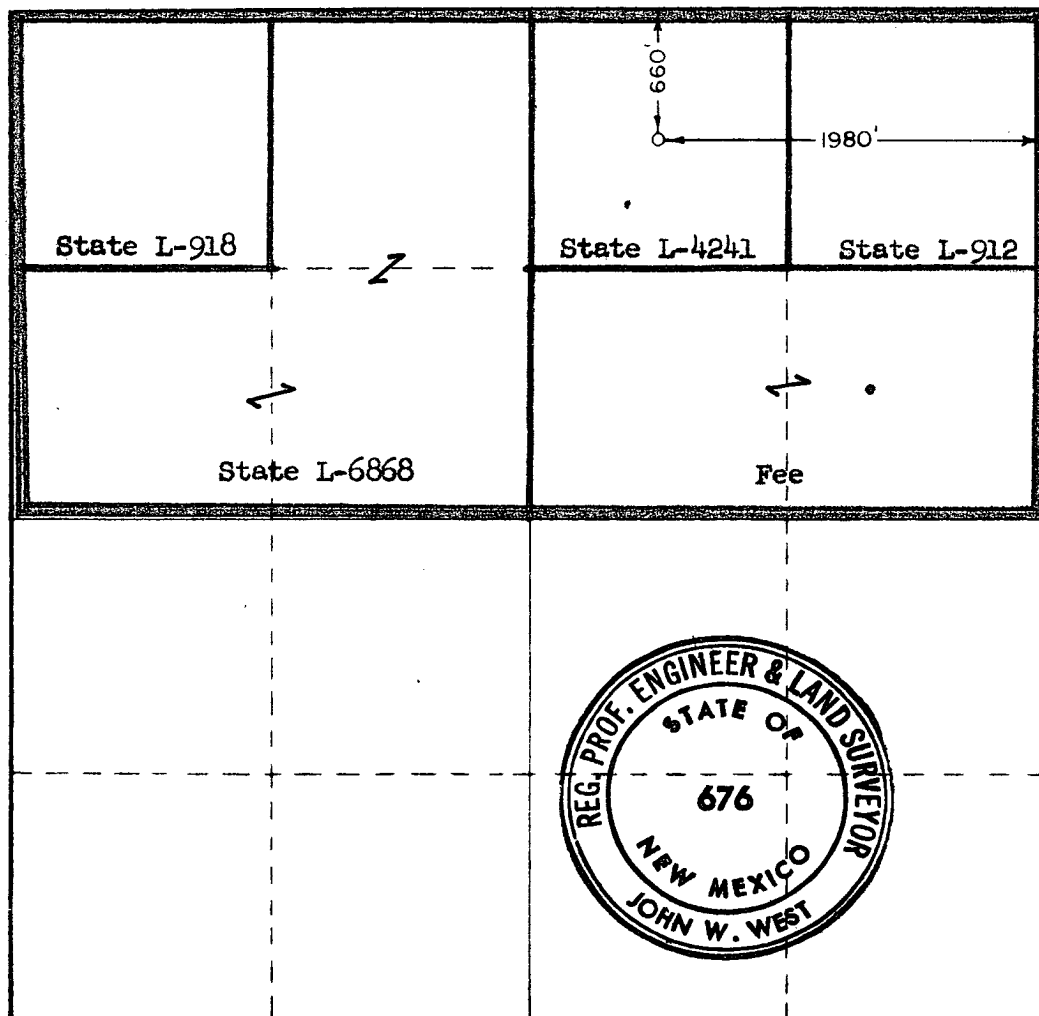 660'
1980'
State L-918
State L-4241
State L-912
State L-6868
Fee
REG. PROF. ENGINEER & LAND SURVEYOR
STATE OF
676
NEW MEXICO
JOHN W. WEST